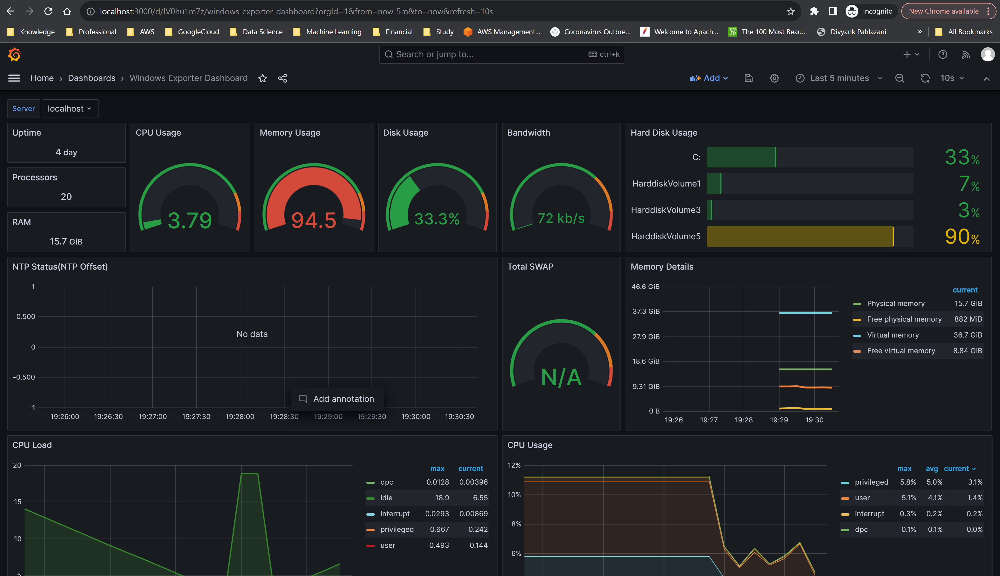 localhost:3000/d/lV0hu1m7z/windows-exporter-dashboard?orgId=1&from=now-5m&to=now&refresh=10s
Incognito
New Chrome available
Knowledge
Professional
AWS
GoogleCloud
Data Science
Machine Learning
Financial
Study
AWS Management...
Coronavirus Outbre...
Welcome to Apach...
ya
p
The 100 Most Beau...
Divyank Pahlazani
»
All Bookmarks
Search or jump to...
ctrl+k
Home › Dashboards › Windows Exporter Dashboard
Add
Last 5 minutes
10s
Server
localhost
Uptime
4 day
Processors
20
RAM
15.7 GiB
CPU Usage
3.79
Memory Usage
94.5
Disk Usage
33.3%
Bandwidth
72 kb/s
Hard Disk Usage
C: 33%
HarddiskVolume1 7%
HarddiskVolume3 3%
HarddiskVolume5 90%
NTP Status(NTP Offset)
1
0.500
0
-0.500
-1
No data
Add annotation
19:26:00 19:26:30 19:27:00 19:27:30 19:28:00 19:28:30 19:29:00 19:29:30 19:30:00 19:30:30
Total SWAP
N/A
Memory Details
46.6 GiB
37.3 GiB
27.9 GiB
18.6 GiB
9.31 GiB
0 B
19:26 19:27 19:28 19:29 19:30
current
Physical memory 15.7 GiB
Free physical memory 882 MiB
Virtual memory 36.7 GiB
Free virtual memory 8.84 GiB
CPU Load
20
15
10
5
max current
dpc 0.0128 0.00396
idle 18.9 6.55
interrupt 0.0293 0.00869
privileged 0.667 0.242
user 0.493 0.144
CPU Usage
12%
10%
8%
6%
max avg current
privileged 5.8% 5.0% 3.1%
user 5.1% 4.1% 1.4%
interrupt 0.3% 0.2% 0.2%
dpc 0.1% 0.1% 0.0%